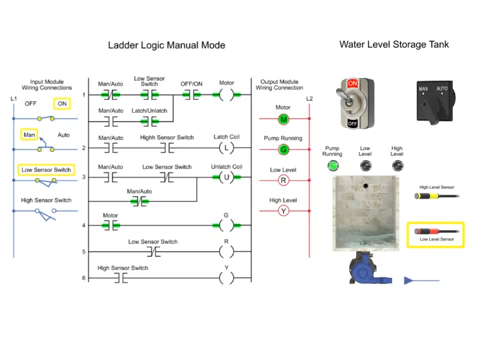 Ladder Logic Manual Mode
Water Level Storage Tank
Input Module
Wiring Connections
L1
OFF
ON
Man
Auto
Low Sensor Switch
High Sensor Switch
1
Man/Auto
Low Sensor
Switch
OFF/ON
Motor
Man/Auto
Latch/Unlatch
2
Man/Auto
Highh Sensor Switch
Latch Coil
L
3
Man/Auto
Low Sensor Switch
Unlatch Coil
U
Man/Auto
4
Motor
G
5
Low Sensor Switch
R
6
High Sensor Switch
Y
Output Module
Wiring Connection
L2
Motor
M
Pump Running
G
Low Level
R
High Level
Y
ON
OFF
MAN
AUTO
Pump
Running
Low
Level
High
Level
High Level Sensor
Low Level Sensor